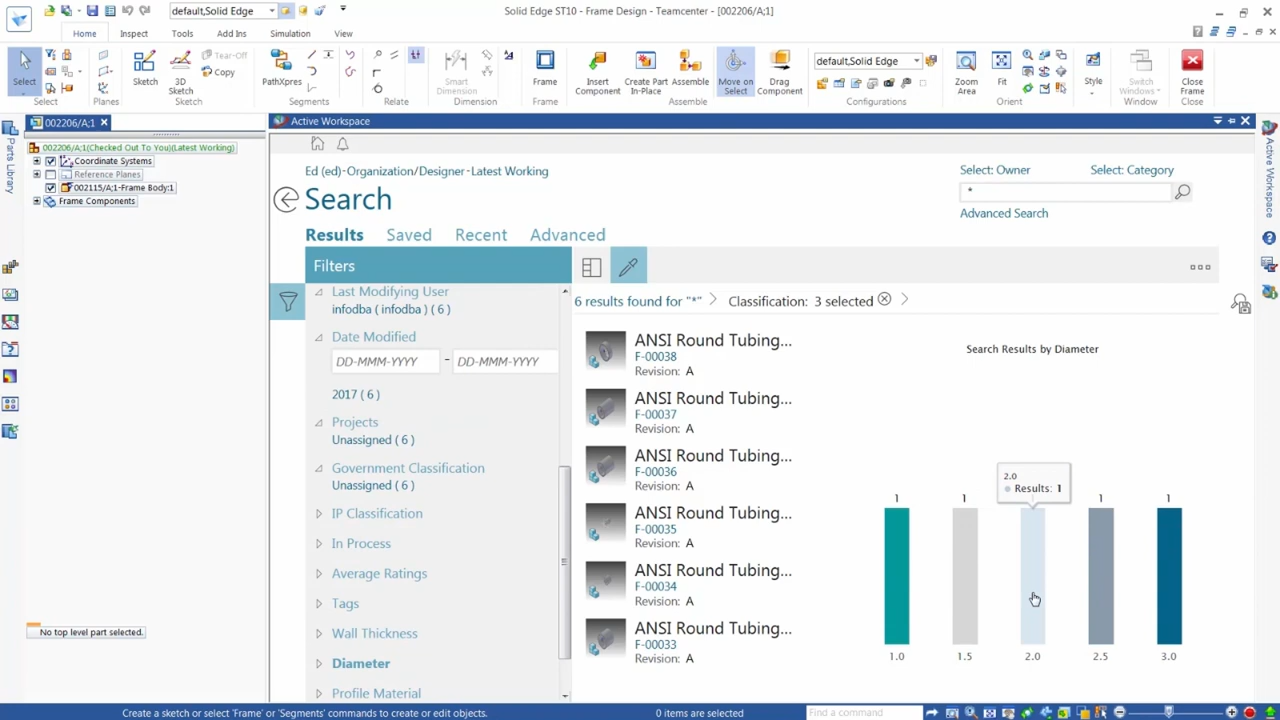 default,Solid Edge
Solid Edge ST10 - Frame Design - Teamcenter - [002206/A;1]
Home
Inspect
Tools
Add Ins
Simulation
View
Select
Sketch
3D Sketch
Tear-Off
Copy
PathXpres
Smart Dimension
Frame
Insert Component
Create Part In-Place
Assemble
Move on Select
Drag Component
default,Solid Edge
Zoom Area
Fit
Style
Switch Windows
Close Frame
Select
Planes
Sketch
Segments
Relate
Dimension
Frame
Assemble
Configurations
Orient
Window
Close
002206/A;1
Active Workspace
Parts Library
002206/A;1(Checked Out To You)(Latest Working)
Coordinate Systems
Reference Planes
002115/A;1-Frame Body:1
Frame Components
No top level part selected.
Ed (ed)-Organization/Designer-Latest Working
Select: Owner
Select: Category
*
Advanced Search
Search
Results
Saved
Recent
Advanced
Filters
Last Modifying User
infodba ( infodba ) ( 6 )
Date Modified
DD-MMM-YYYY - DD-MMM-YYYY
2017 ( 6 )
Projects
Unassigned ( 6 )
Government Classification
Unassigned ( 6 )
IP Classification
In Process
Average Ratings
Tags
Wall Thickness
Diameter
Profile Material
6 results found for "*"
Classification: 3 selected
ANSI Round Tubing...
F-00038
Revision: A
ANSI Round Tubing...
F-00037
Revision: A
ANSI Round Tubing...
F-00036
Revision: A
ANSI Round Tubing...
F-00035
Revision: A
ANSI Round Tubing...
F-00034
Revision: A
ANSI Round Tubing...
F-00033
Revision: A
Search Results by Diameter
2.0
Results: 1
1 1 1 1
1.0 1.5 2.0 2.5 3.0
Active Workspace
Create a sketch or select 'Frame' or 'Segments' commands to create or edit objects.
0 items are selected
Find a command